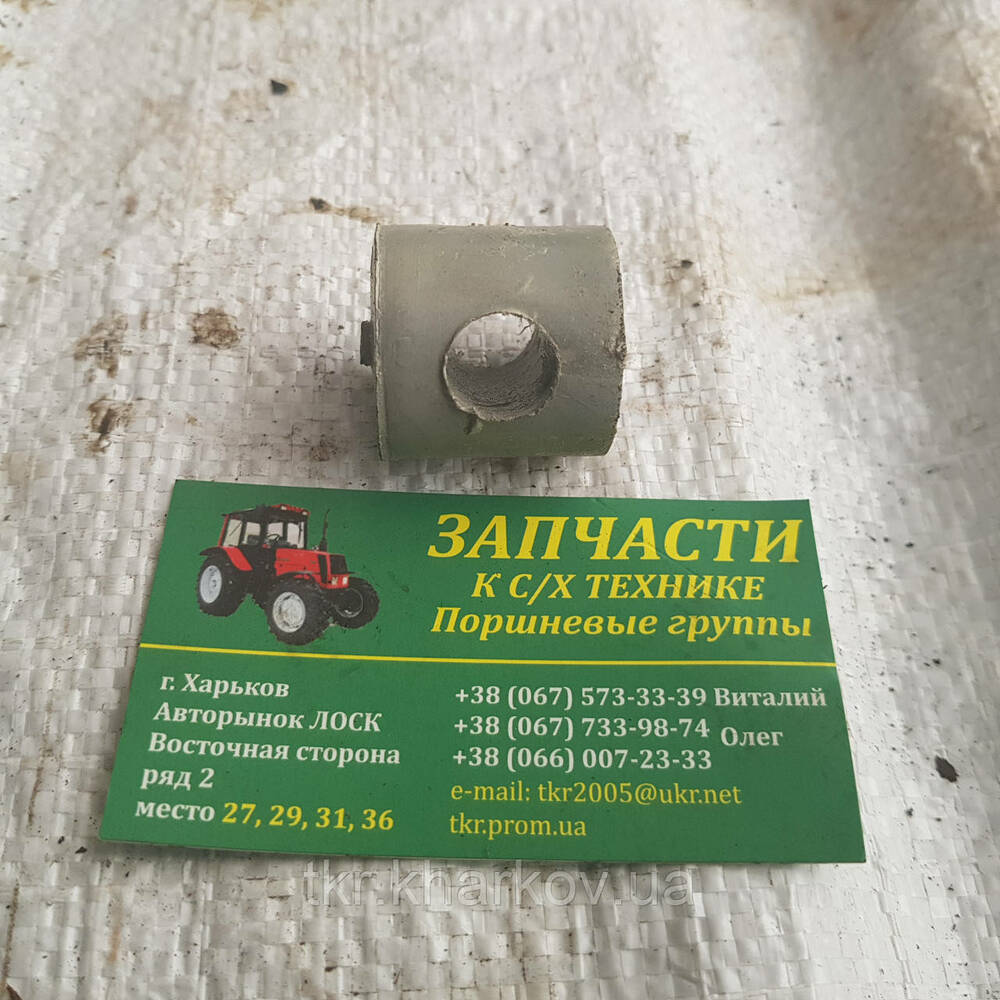 ЗАПЧАСТИ
К С/Х ТЕХНИКЕ
Поршневые группы
г. Харьков
Авторынок ЛОСК
Восточная сторона
ряд 2
место 27, 29, 31, 36
+38 (067) 573-33-39 Виталий
+38 (067) 733-98-74
+38 (066) 007-23-33
Олег
e-mail: tkr2005@ukr.net
tkr.prom.ua
tkr.kharkov.ua